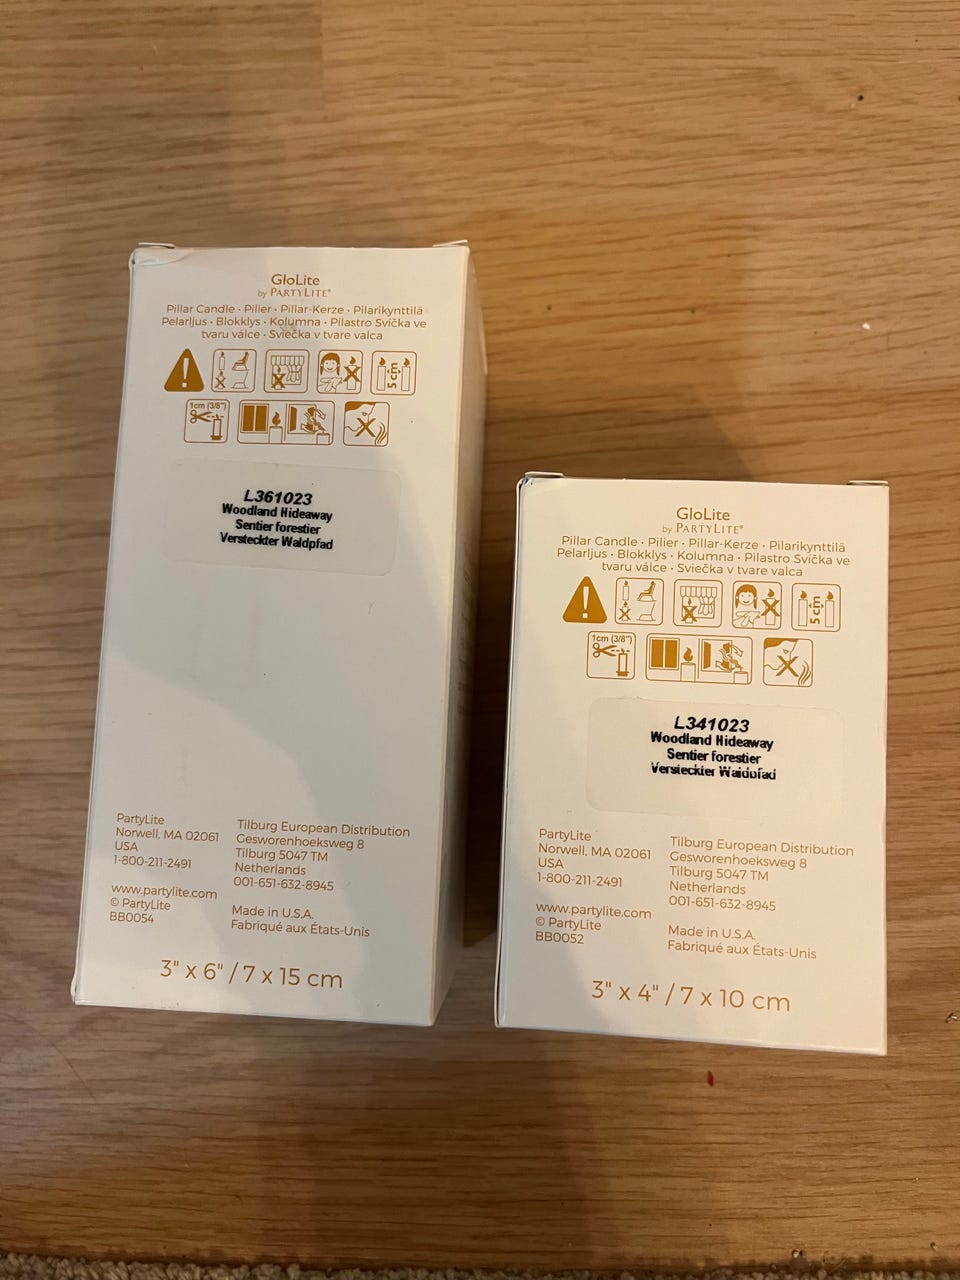 GloLite
by PARTYLITE®
Pillar Candle • Pilier • Pillar-Kerze • Pilarikynttilä
Pelarljus • Blokklys • Kolumna • Pilastro Svíčka ve
tvaru válce • Sviečka v tvare valca
5 cm
1cm (3/8")
L361023
Woodland Hideaway
Sentier forestier
Versteckter Waldpfad
PartyLite
Norwell, MA 02061
USA
1-800-211-2491
www.partylite.com
© PartyLite
BB0054
Tilburg European Distribution
Gesworenhoeksweg 8
Tilburg 5047 TM
Netherlands
001-651-632-8945
Made in U.S.A.
Fabriqué aux États-Unis
3" x 6" / 7 x 15 cm
GloLite
by PARTYLITE®
Pillar Candle • Pilier • Pillar-Kerze • Pilarikynttilä
Pelarljus • Blokklys • Kolumna • Pilastro Svíčka ve
tvaru válce • Sviečka v tvare valca
5 cm
1cm (3/8")
L341023
Woodland Hideaway
Sentier forestier
Versteckter Waldpfad
PartyLite
Norwell, MA 02061
USA
1-800-211-2491
www.partylite.com
© PartyLite
BB0052
Tilburg European Distribution
Gesworenhoeksweg 8
Tilburg 5047 TM
Netherlands
001-651-632-8945
Made in U.S.A.
Fabriqué aux États-Unis
3" x 4" / 7 x 10 cm